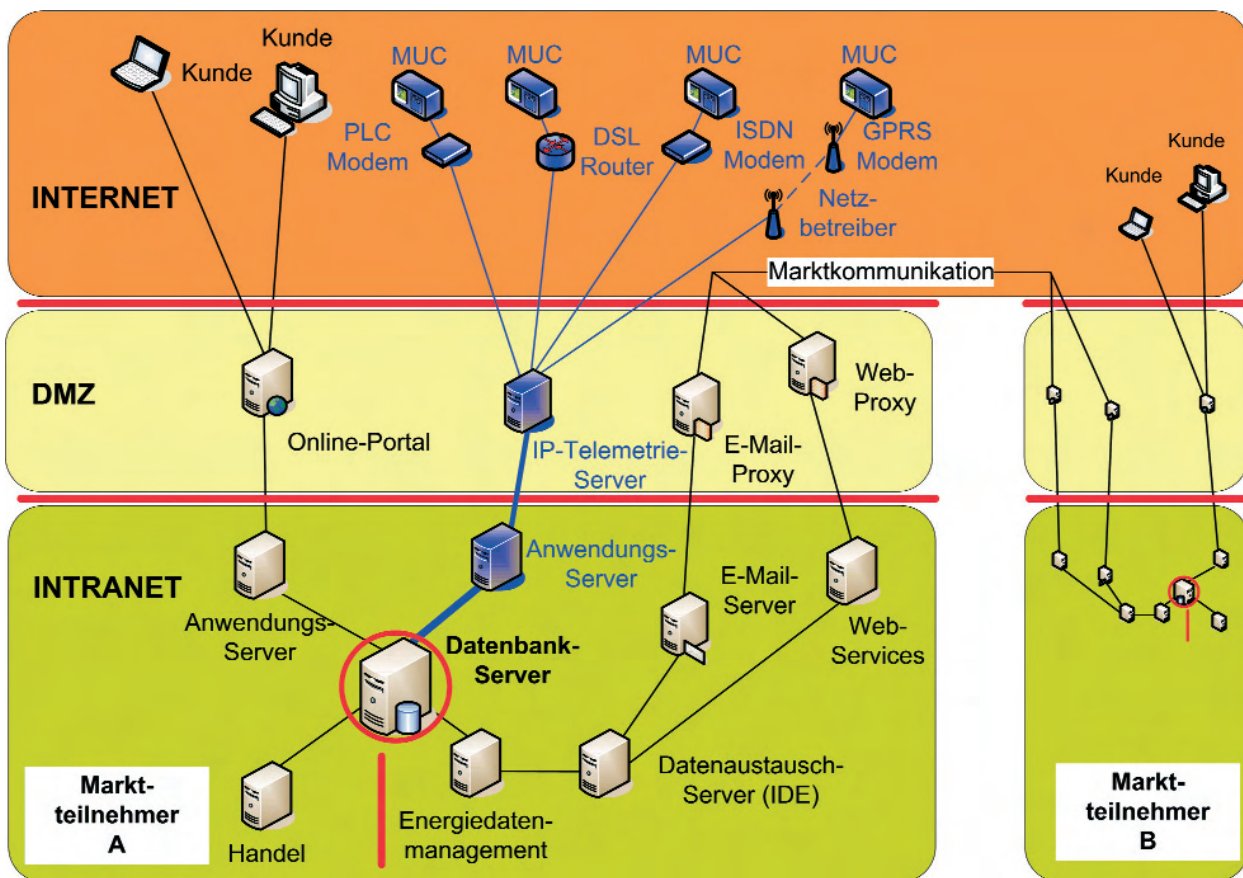 Kunde
Kunde
MUC
MUC
MUC
MUC
PLC
Modem
DSL
Router
ISDN
Modem
GPRS
Modem
Netz-
betreiber
Kunde
Kunde
INTERNET
Marktkommunikation
DMZ
Online-Portal
IP-Telemetrie-
Server
E-Mail-
Proxy
Web-
Proxy
INTRANET
Anwendungs-
Server
Anwendungs-
Server
E-Mail-
Server
Web-
Services
Datenbank-
Server
Datenaustausch-
Server (IDE)
Energiedaten-
management
Handel
Markt-
teilnehmer
A
Markt-
teilnehmer
B